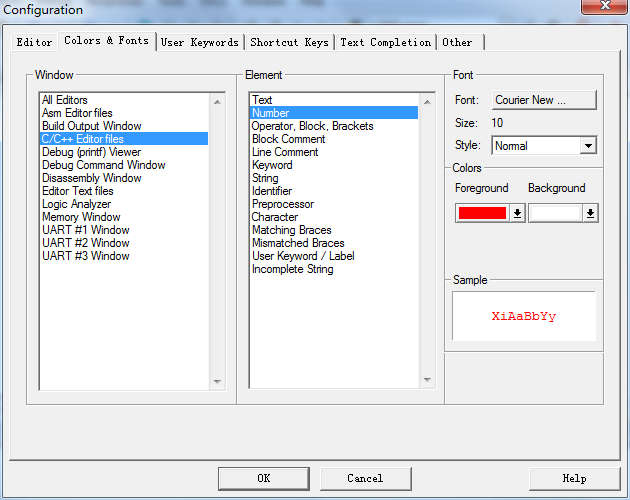 Configuration
Editor
Colors & Fonts
User Keywords
Shortcut Keys
Text Completion
Other
Window
All Editors
Asm Editor files
Build Output Window
C/C++ Editor files
Debug (printf) Viewer
Debug Command Window
Disassembly Window
Editor Text files
Logic Analyzer
Memory Window
UART #1 Window
UART #2 Window
UART #3 Window
Element
Text
Number
Operator, Block, Brackets
Block Comment
Line Comment
Keyword
String
Identifier
Preprocessor
Character
Matching Braces
Mismatched Braces
User Keyword / Label
Incomplete String
Font
Font: Courier New ...
Size: 10
Style: Normal
Colors
Foreground Background
Sample
XiAaBbYy
OK
Cancel
Help